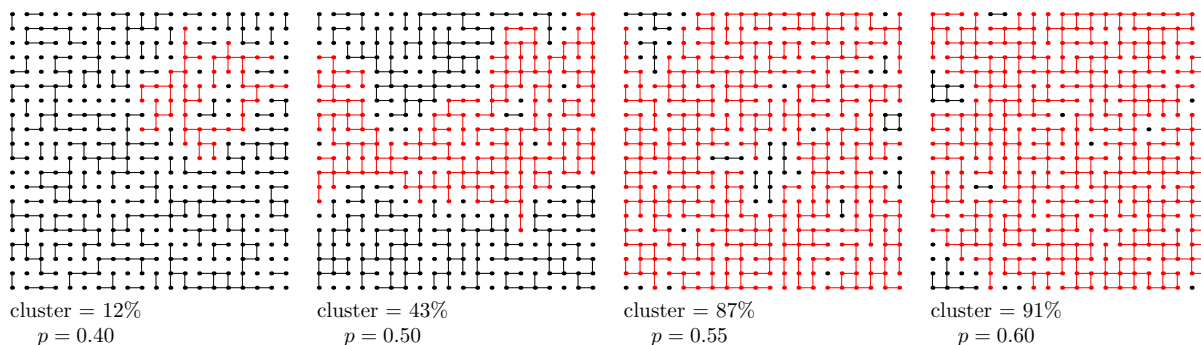 cluster = 12%
p = 0.40
cluster = 43%
p = 0.50
cluster = 87%
p = 0.55
cluster = 91%
p = 0.60